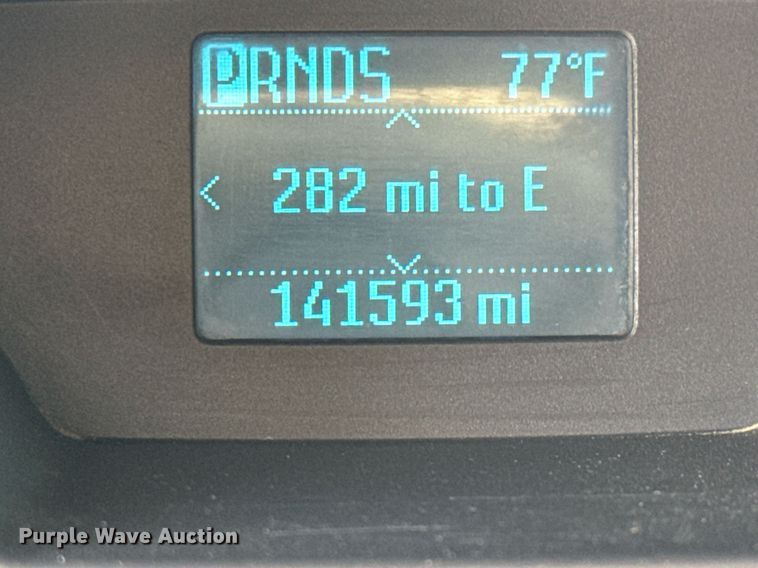 PRNDS 77°F
282 mi to E
141593 mi
Purple Wave Auction